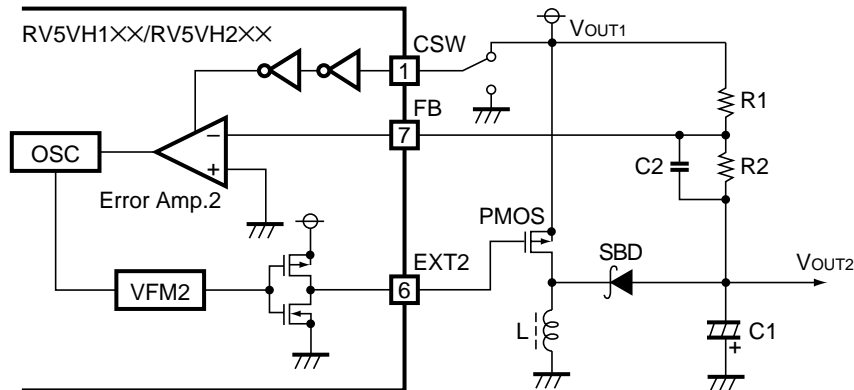 RV5VH1××/RV5VH2××
CSW
VOUT1
1
R1
FB
−
7
OSC
+
C2
R2
Error Amp.2
PMOS
EXT2
SBD
VOUT2
VFM2
6
L
C1
+